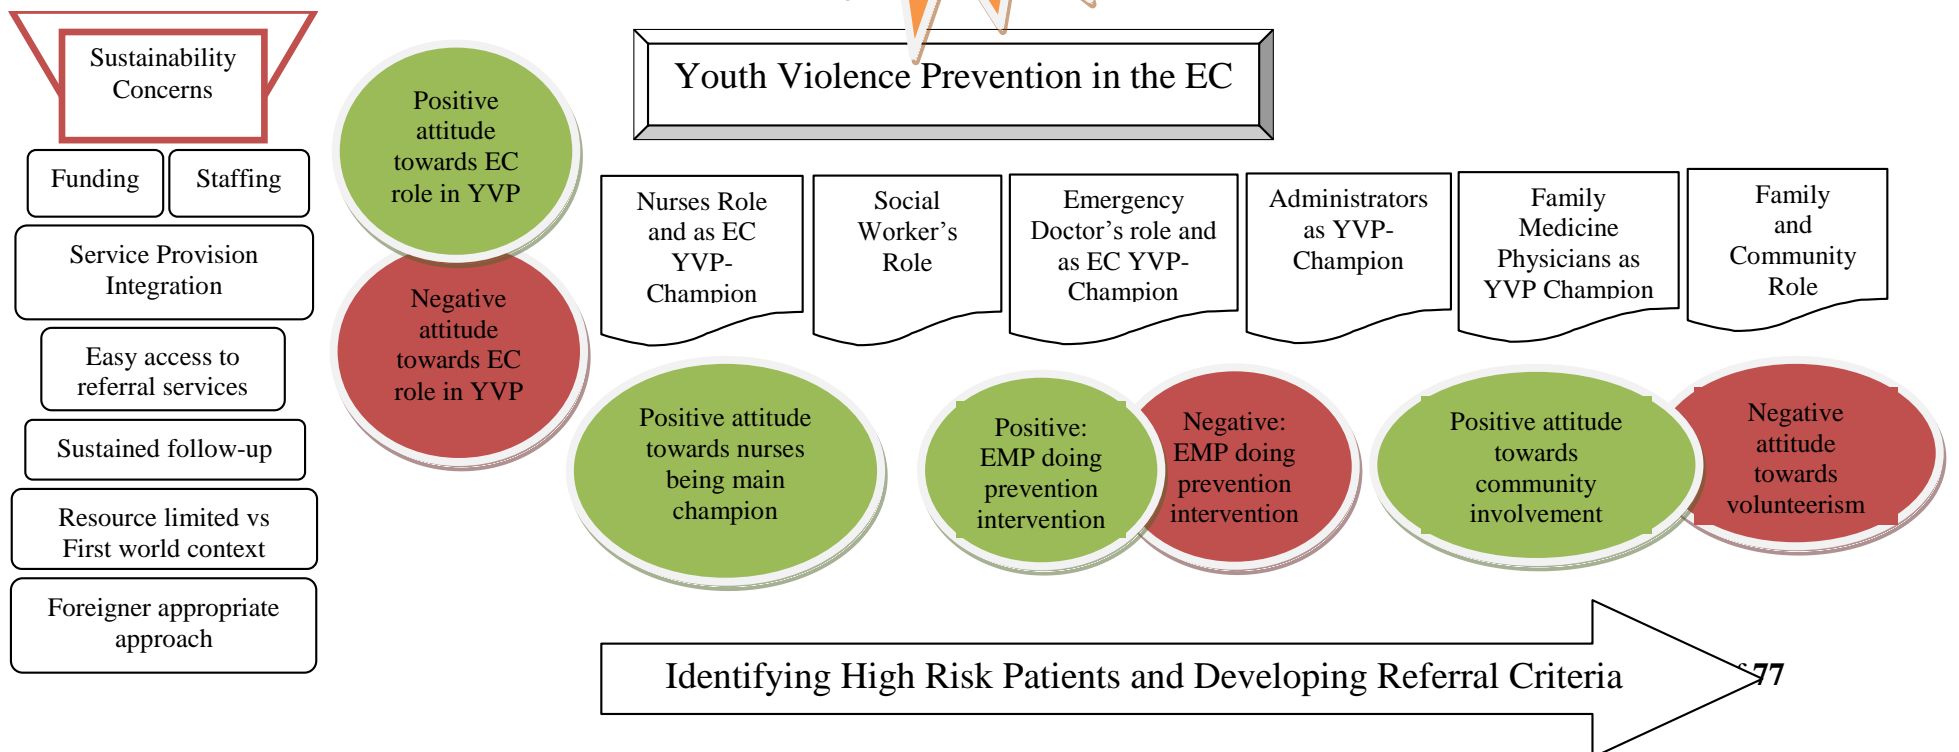 Sustainability
Concerns
Funding
Staffing
Service Provision
Integration
Easy access to
referral services
Sustained follow-up
Resource limited vs
First world context
Foreigner appropriate
approach
Positive
attitude
towards EC
role in YVP
Negative
attitude
towards EC
role in YVP
Youth Violence Prevention in the EC
Nurses Role
and as EC
YVP-
Champion
Social
Worker's
Role
Emergency
Doctor's role and
as EC YVP-
Champion
Administrators
as YVP-
Champion
Family
Medicine
Physicians as
YVP Champion
Family
and
Community
Role
Positive attitude
towards nurses
being main
champion
Positive:
EMP doing
prevention
intervention
Negative:
EMP doing
prevention
intervention
Positive attitude
towards
community
involvement
Negative
attitude
towards
volunteerism
Identifying High Risk Patients and Developing Referral Criteria
77